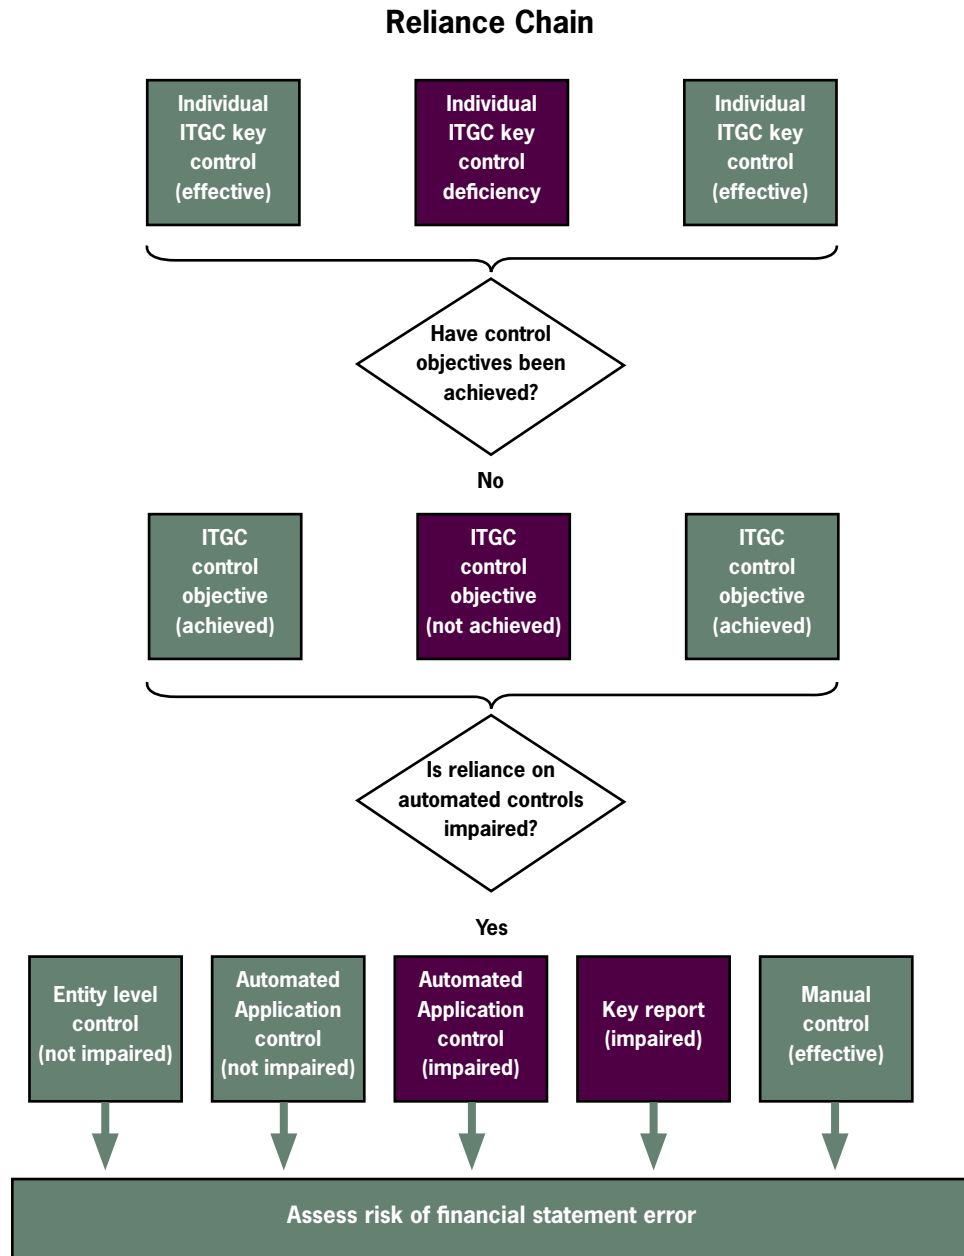 Reliance Chain
Individual
ITGC key
control
(effective)
Individual
ITGC key
control
deficiency
Individual
ITGC key
control
(effective)
Have control
objectives been
achieved?
No
ITGC
control
objective
(achieved)
ITGC
control
objective
(not achieved)
ITGC
control
objective
(achieved)
Is reliance on
automated controls
impaired?
Yes
Entity level
control
(not impaired)
Automated
Application
control
(not impaired)
Automated
Application
control
(impaired)
Key report
(impaired)
Manual
control
(effective)
Assess risk of financial statement error